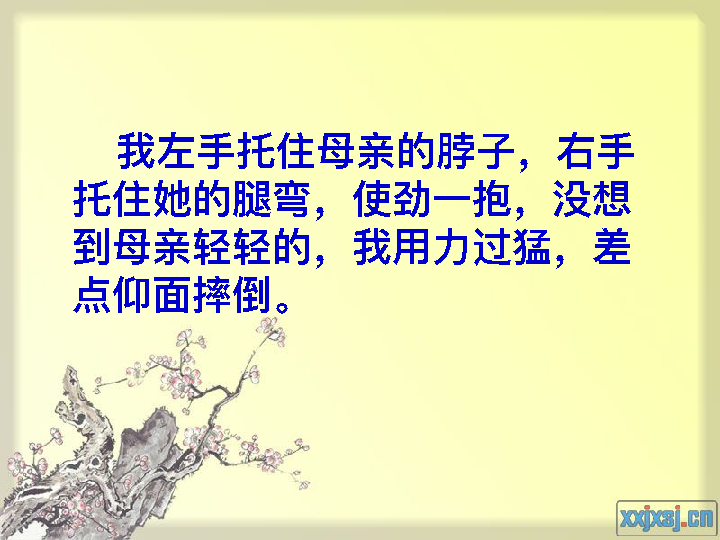 我左手托住母亲的脖子，右手
托住她的腿弯，使劲一抱，没想
到母亲轻轻的，我用力过猛，差
点仰面摔倒。
xxjxsj.cn